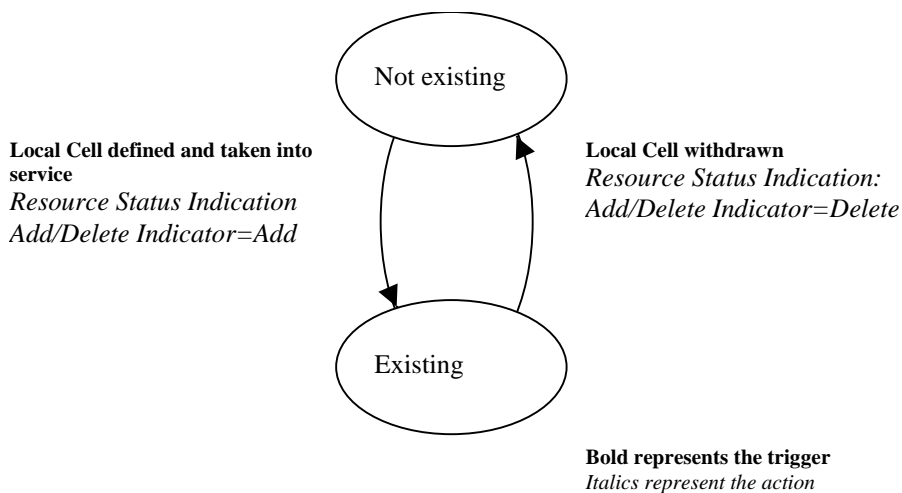 Not existing
Local Cell defined and taken into
service
Resource Status Indication
Add/Delete Indicator=Add
Local Cell withdrawn
Resource Status Indication:
Add/Delete Indicator=Delete
Existing
Bold represents the trigger
Italics represent the action